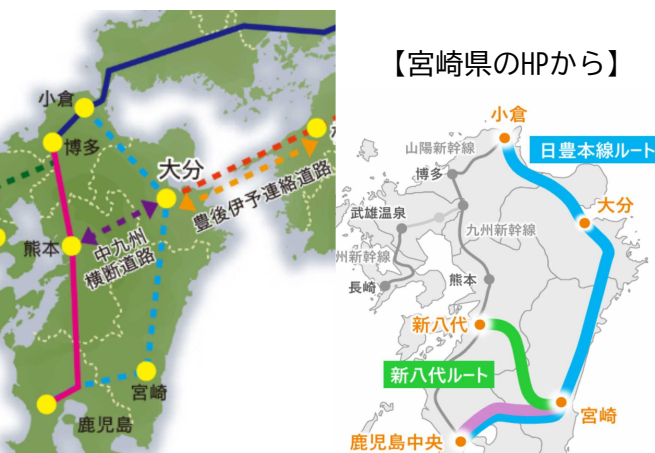 小倉
博多
大分
豊後伊予連絡道路
中九州
横断道路
熊本
宮崎
鹿児島
【宮崎県のHPから】
小倉
山陽新幹線
日豊本線ルート
博多
武雄温泉
大分
九州新幹線
州新幹線
長崎
熊本
新八代
新八代ルート
宮崎
鹿児島中央